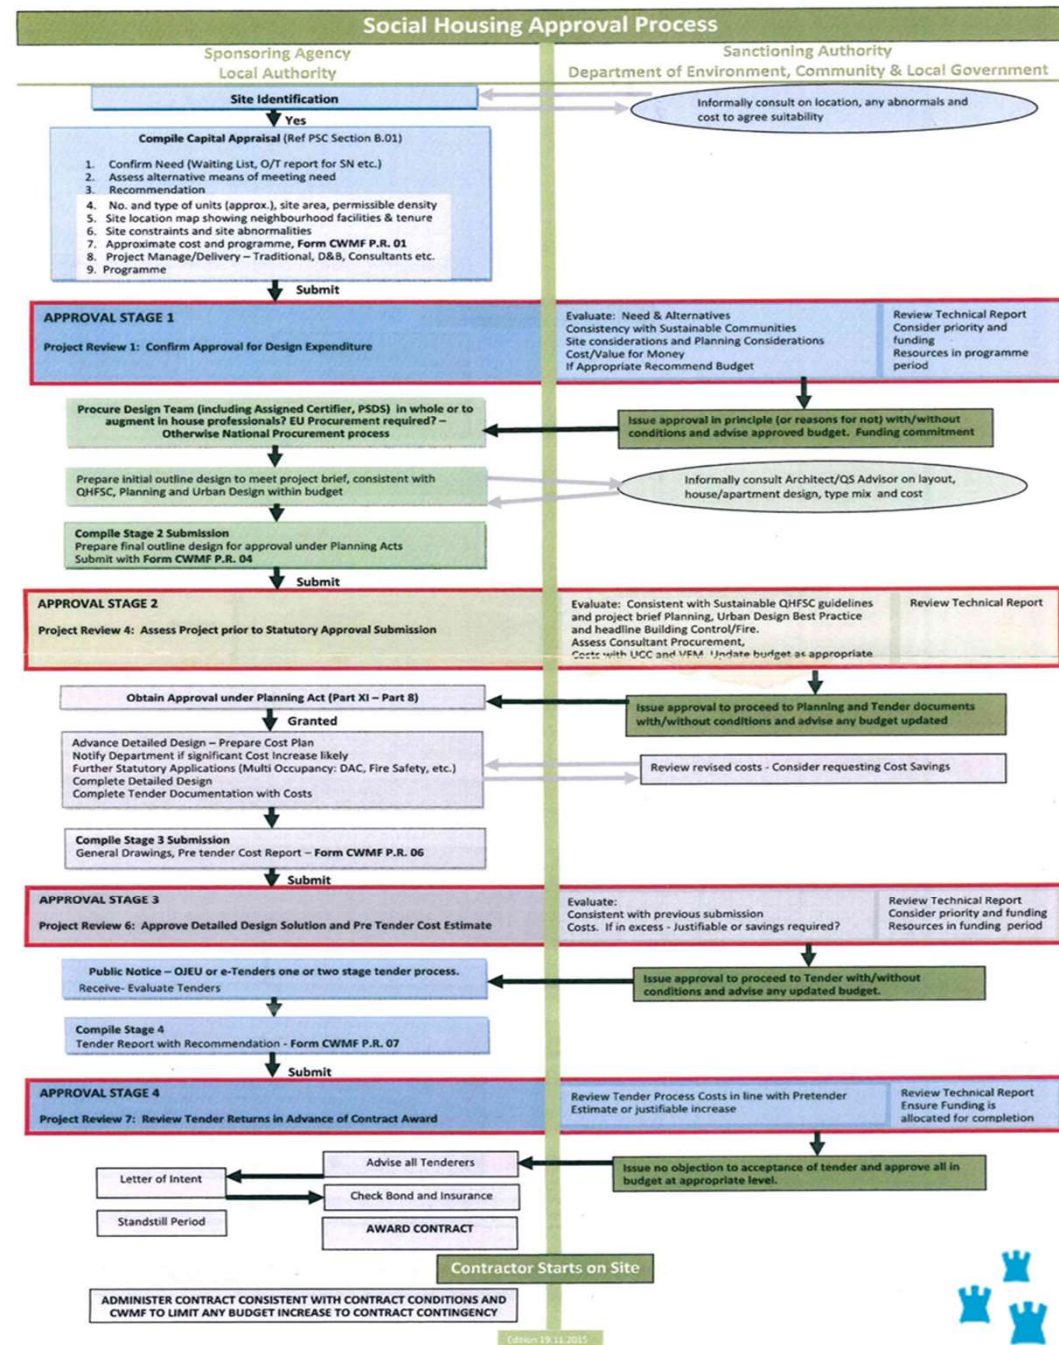 Social Housing Approval Process
Sponsoring Agency
Local Authority
Sanctioning Authority
Department of Environment, Community & Local Government
Site Identification
Informally consult on location, any abnormals and
cost to agree suitability
Yes
Compile Capital Appraisal (Ref PSC Section B.01)
1. Confirm Need (Waiting List, O/T report for SN etc.)
2. Assess alternative means of meeting need
3. Recommendation
4. No. and type of units (approx.), site area, permissible density
5. Site location map showing neighbourhood facilities & tenure
6. Site constraints and site abnormalities
7. Approximate cost and programme, Form CWMF P.R. 01
8. Project Manage/Delivery – Traditional, D&B, Consultants etc.
9. Programme
Submit
APPROVAL STAGE 1
Project Review 1: Confirm Approval for Design Expenditure
Evaluate: Need & Alternatives
Consistency with Sustainable Communities
Site considerations and Planning Considerations
Cost/Value for Money
If Appropriate Recommend Budget
Review Technical Report
Consider priority and
funding
Resources in programme
period
Procure Design Team (including Assigned Certifier, PSDS) in whole or to
augment in house professionals? EU Procurement required? –
Otherwise National Procurement process
Issue approval in principle (or reasons for not) with/without
conditions and advise approved budget. Funding commitment
Prepare initial outline design to meet project brief, consistent with
QHFSC, Planning and Urban Design within budget
Informally consult Architect/QS Advisor on layout,
house/apartment design, type mix and cost
Compile Stage 2 Submission
Prepare final outline design for approval under Planning Acts
Submit with Form CWMF P.R. 04
Submit
APPROVAL STAGE 2
Project Review 4: Assess Project prior to Statutory Approval Submission
Evaluate: Consistent with Sustainable QHFSC guidelines
and project brief Planning, Urban Design Best Practice
and headline Building Control/Fire.
Assess Consultant Procurement,
Costs with UCC and VFM. Update budget as appropriate
Review Technical Report
Obtain Approval under Planning Act (Part XI – Part 8)
Issue approval to proceed to Planning and Tender documents
with/without conditions and advise any budget updated
Granted
Advance Detailed Design – Prepare Cost Plan
Notify Department if significant Cost Increase likely
Further Statutory Applications (Multi Occupancy: DAC, Fire Safety, etc.)
Complete Detailed Design
Complete Tender Documentation with Costs
Review revised costs - Consider requesting Cost Savings
Compile Stage 3 Submission
General Drawings, Pre tender Cost Report – Form CWMF P.R. 06
Submit
APPROVAL STAGE 3
Project Review 6: Approve Detailed Design Solution and Pre Tender Cost Estimate
Evaluate:
Consistent with previous submission
Costs. If in excess - Justifiable or savings required?
Review Technical Report
Consider priority and funding
Resources in funding period
Public Notice – OJEU or e-Tenders one or two stage tender process.
Receive- Evaluate Tenders
Issue approval to proceed to Tender with/without
conditions and advise any updated budget.
Compile Stage 4
Tender Report with Recommendation - Form CWMF P.R. 07
Submit
APPROVAL STAGE 4
Project Review 7: Review Tender Returns in Advance of Contract Award
Review Tender Process Costs in line with Pretender
Estimate or justifiable increase
Review Technical Report
Ensure Funding is
allocated for completion
Advise all Tenderers
Issue no objection to acceptance of tender and approve all in
budget at appropriate level.
Letter of Intent
Check Bond and Insurance
Standstill Period
AWARD CONTRACT
Contractor Starts on Site
ADMINISTER CONTRACT CONSISTENT WITH CONTRACT CONDITIONS AND
CWMF TO LIMIT ANY BUDGET INCREASE TO CONTRACT CONTINGENCY
Edition 19.11.2015